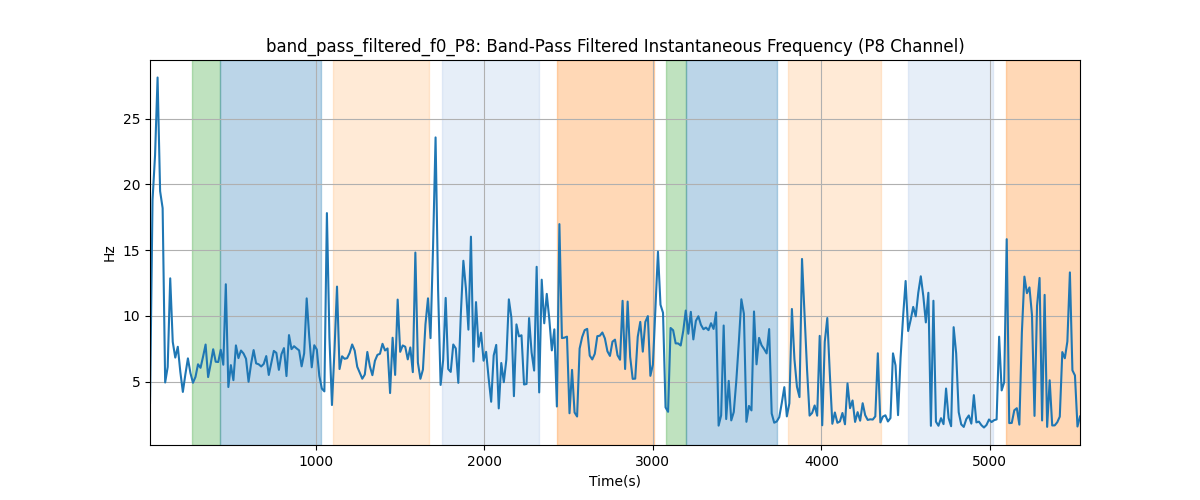 band_pass_filtered_f0_P8: Band-Pass Filtered Instantaneous Frequency (P8 Channel)
25
20
15
10
5
Hz
1000 2000 3000 4000 5000
Time(s)